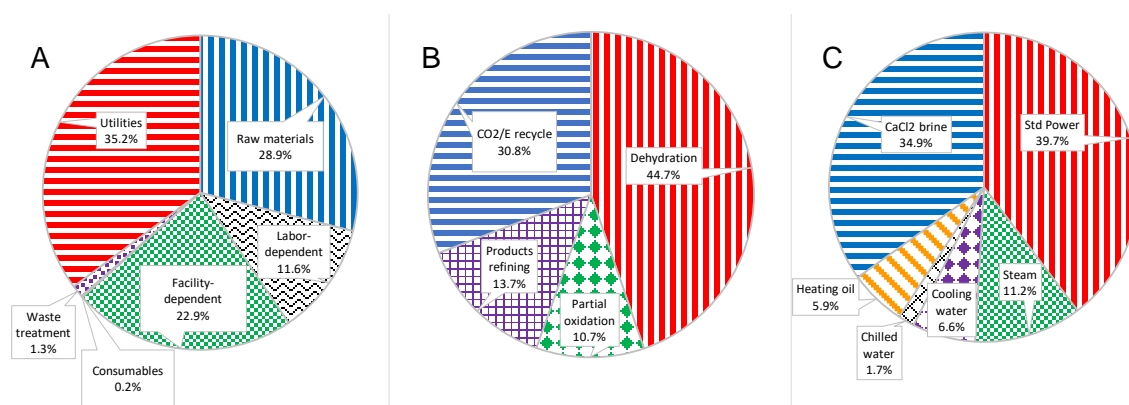 A
Utilities
35.2%
Raw materials
28.9%
Labor-
dependent
11.6%
Facility-
dependent
22.9%
Waste
treatment
1.3%
Consumables
0.2%
B
CO2/E recycle
30.8%
Dehydration
44.7%
Products
refining
13.7%
Partial
oxidation
10.7%
C
CaCl2 brine
34.9%
Std Power
39.7%
Heating oil
5.9%
Chilled
water
1.7%
Cooling
water
6.6%
Steam
11.2%